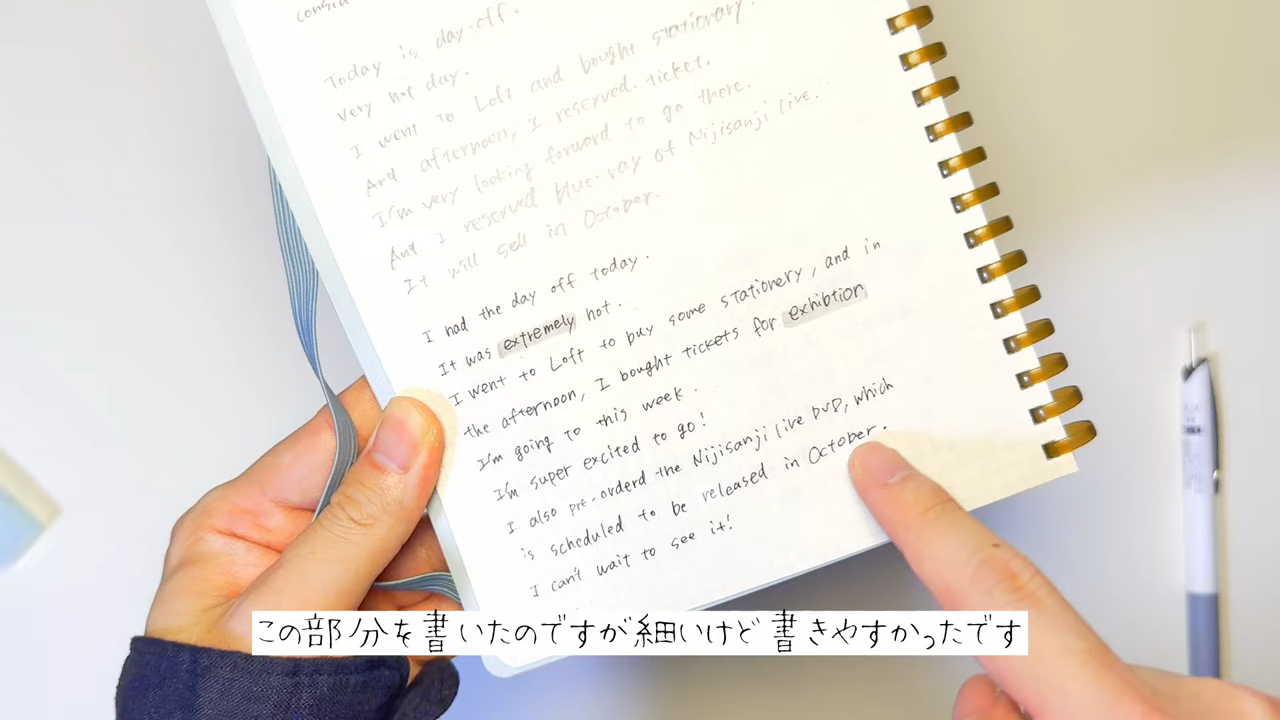 Today is day-off.
very hot day.
I went to Loft and bought stationary.
And afternoon, I reserved ticket.
I'm very looking forward to go there.
And I reserved blue-ray of Nijisanji live.
It will sell in October.
I had the day off today.
It was extremely hot.
I went to Loft to buy some stationery, and in
the afternoon, I bought tickets for exhibtion
I'm going to this week.
I'm super excited to go!
I also pre-orderd the Nijisanji live DVD, which
is scheduled to be released in October.
I can't wait to see it!
この部分を書いたのですが細いけど書きやすかったです